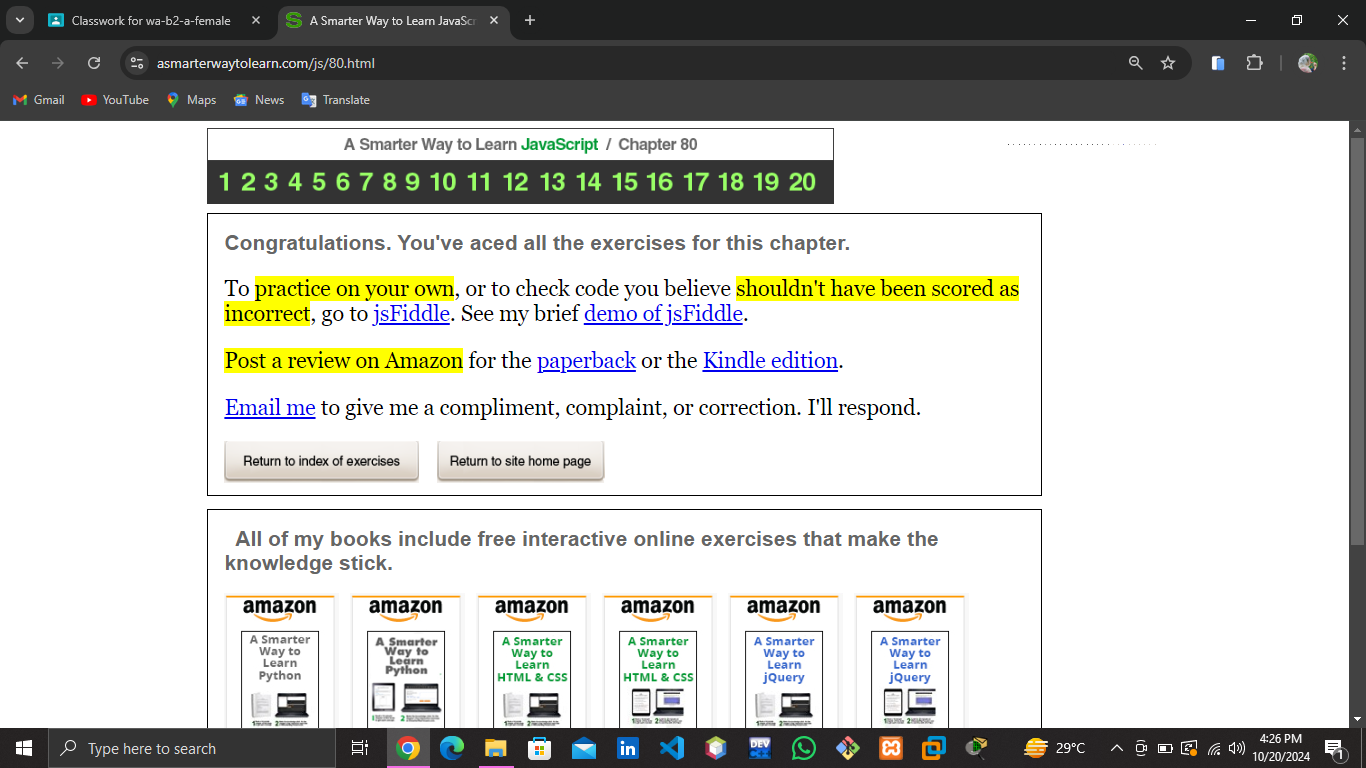 Classwork for wa-b2-a-female
A Smarter Way to Learn JavaScr
asmarterwaytolearn.com/js/80.html
Gmail YouTube Maps News Translate
A Smarter Way to Learn JavaScript / Chapter 80
1 2 3 4 5 6 7 8 9 10 11 12 13 14 15 16 17 18 19 20
Congratulations. You've aced all the exercises for this chapter.
To practice on your own, or to check code you believe shouldn't have been scored as
incorrect, go to jsFiddle. See my brief demo of jsFiddle.
Post a review on Amazon for the paperback or the Kindle edition.
Email me to give me a compliment, complaint, or correction. I'll respond.
Return to index of exercises
Return to site home page
All of my books include free interactive online exercises that make the
knowledge stick.
amazon amazon amazon amazon amazon amazon
A Smarter
Way to
Learn
Python
A Smarter
Way to
Learn
Python
A Smarter
Way to
Learn
HTML & CSS
A Smarter
Way to
Learn
HTML & CSS
A Smarter
Way to
Learn
jQuery
A Smarter
Way to
Learn
jQuery
Type here to search
DEV
29°C
4:26 PM
10/20/2024
1